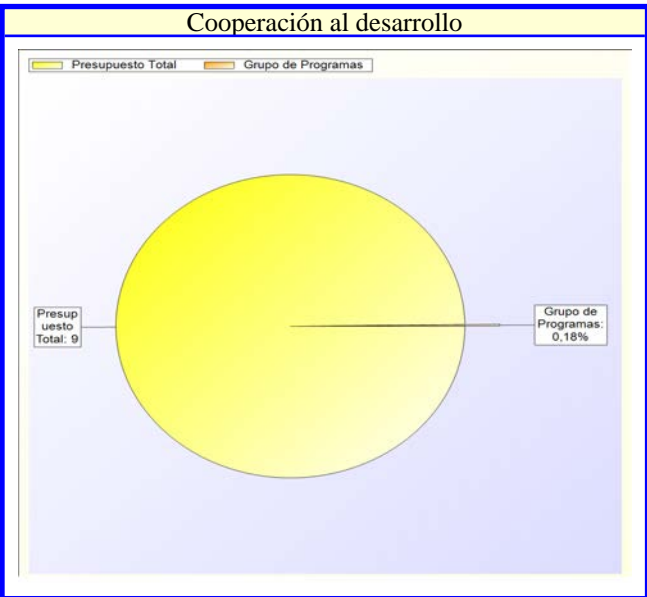 Cooperación al desarrollo
Presupuesto Total
Grupo de Programas
Presup
uesto
Total: 9
Grupo de
Programas:
0,18%